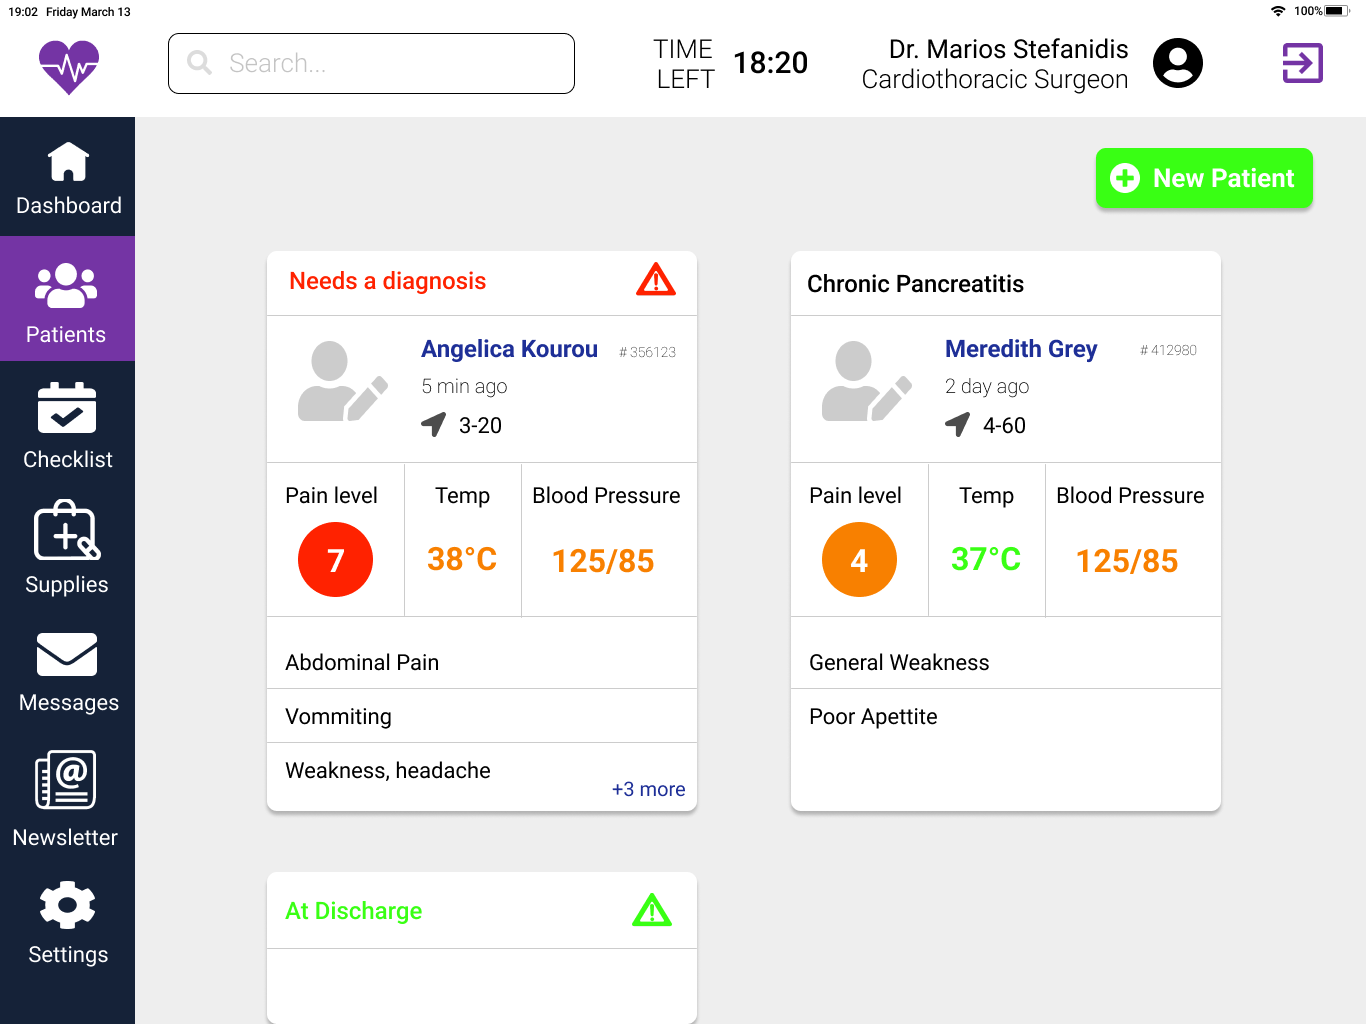 19:02 Friday March 13
100%
Search...
TIME LEFT
18:20
Dr. Marios Stefanidis
Cardiothoracic Surgeon
Dashboard
Patients
Checklist
Supplies
Messages
Newsletter
Settings
New Patient
Needs a diagnosis
Angelica Kourou # 356123
5 min ago
3-20
Pain level Temp Blood Pressure
7 38°C 125/85
Abdominal Pain
Vommiting
Weakness, headache
+3 more
Chronic Pancreatitis
Meredith Grey # 412980
2 day ago
4-60
Pain level Temp Blood Pressure
4 37°C 125/85
General Weakness
Poor Apettite
At Discharge